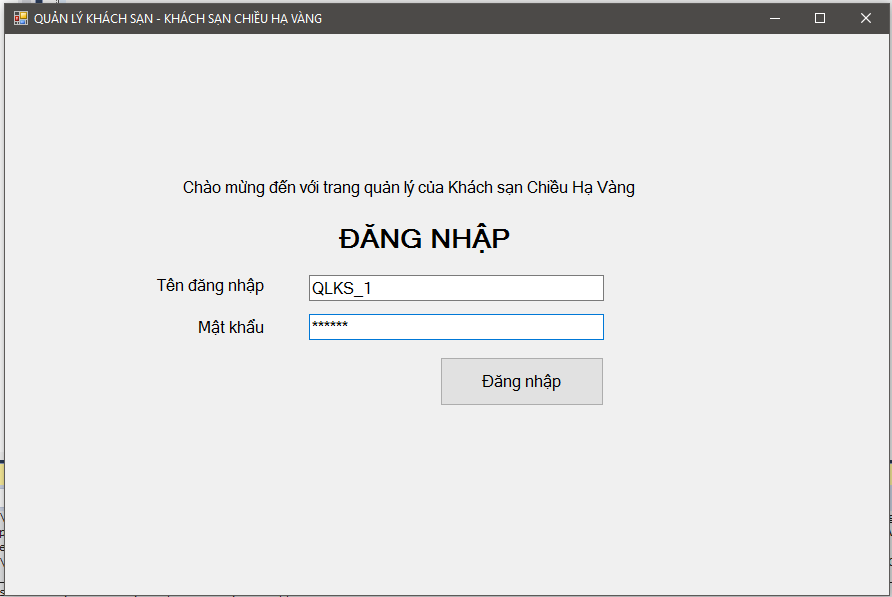 QUẢN LÝ KHÁCH SẠN - KHÁCH SẠN CHIỀU HẠ VÀNG
Chào mừng đến với trang quản lý của Khách sạn Chiều Hạ Vàng
ĐĂNG NHẬP
Tên đăng nhập QLKS_1
Mật khẩu ******
Đăng nhập